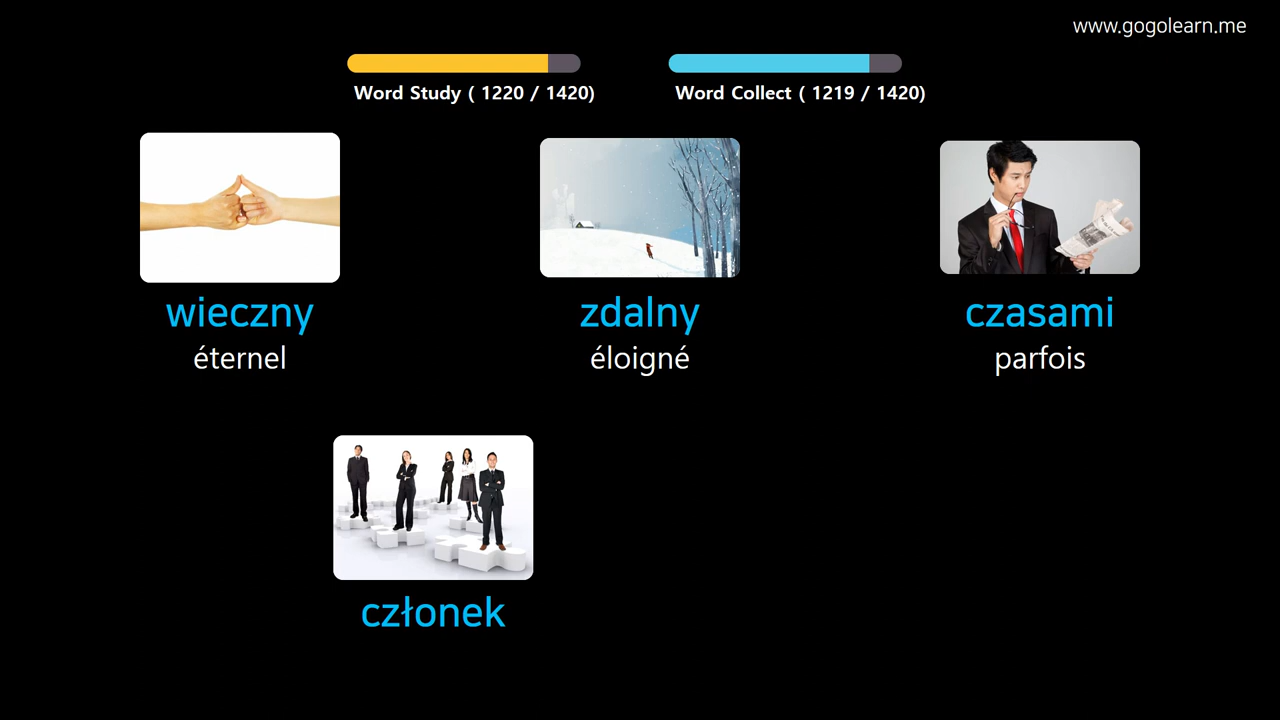 www.gogolearn.me
Word Study ( 1220 / 1420)
Word Collect ( 1219 / 1420)
wieczny
éternel
zdalny
éloigné
czasami
parfois
członek